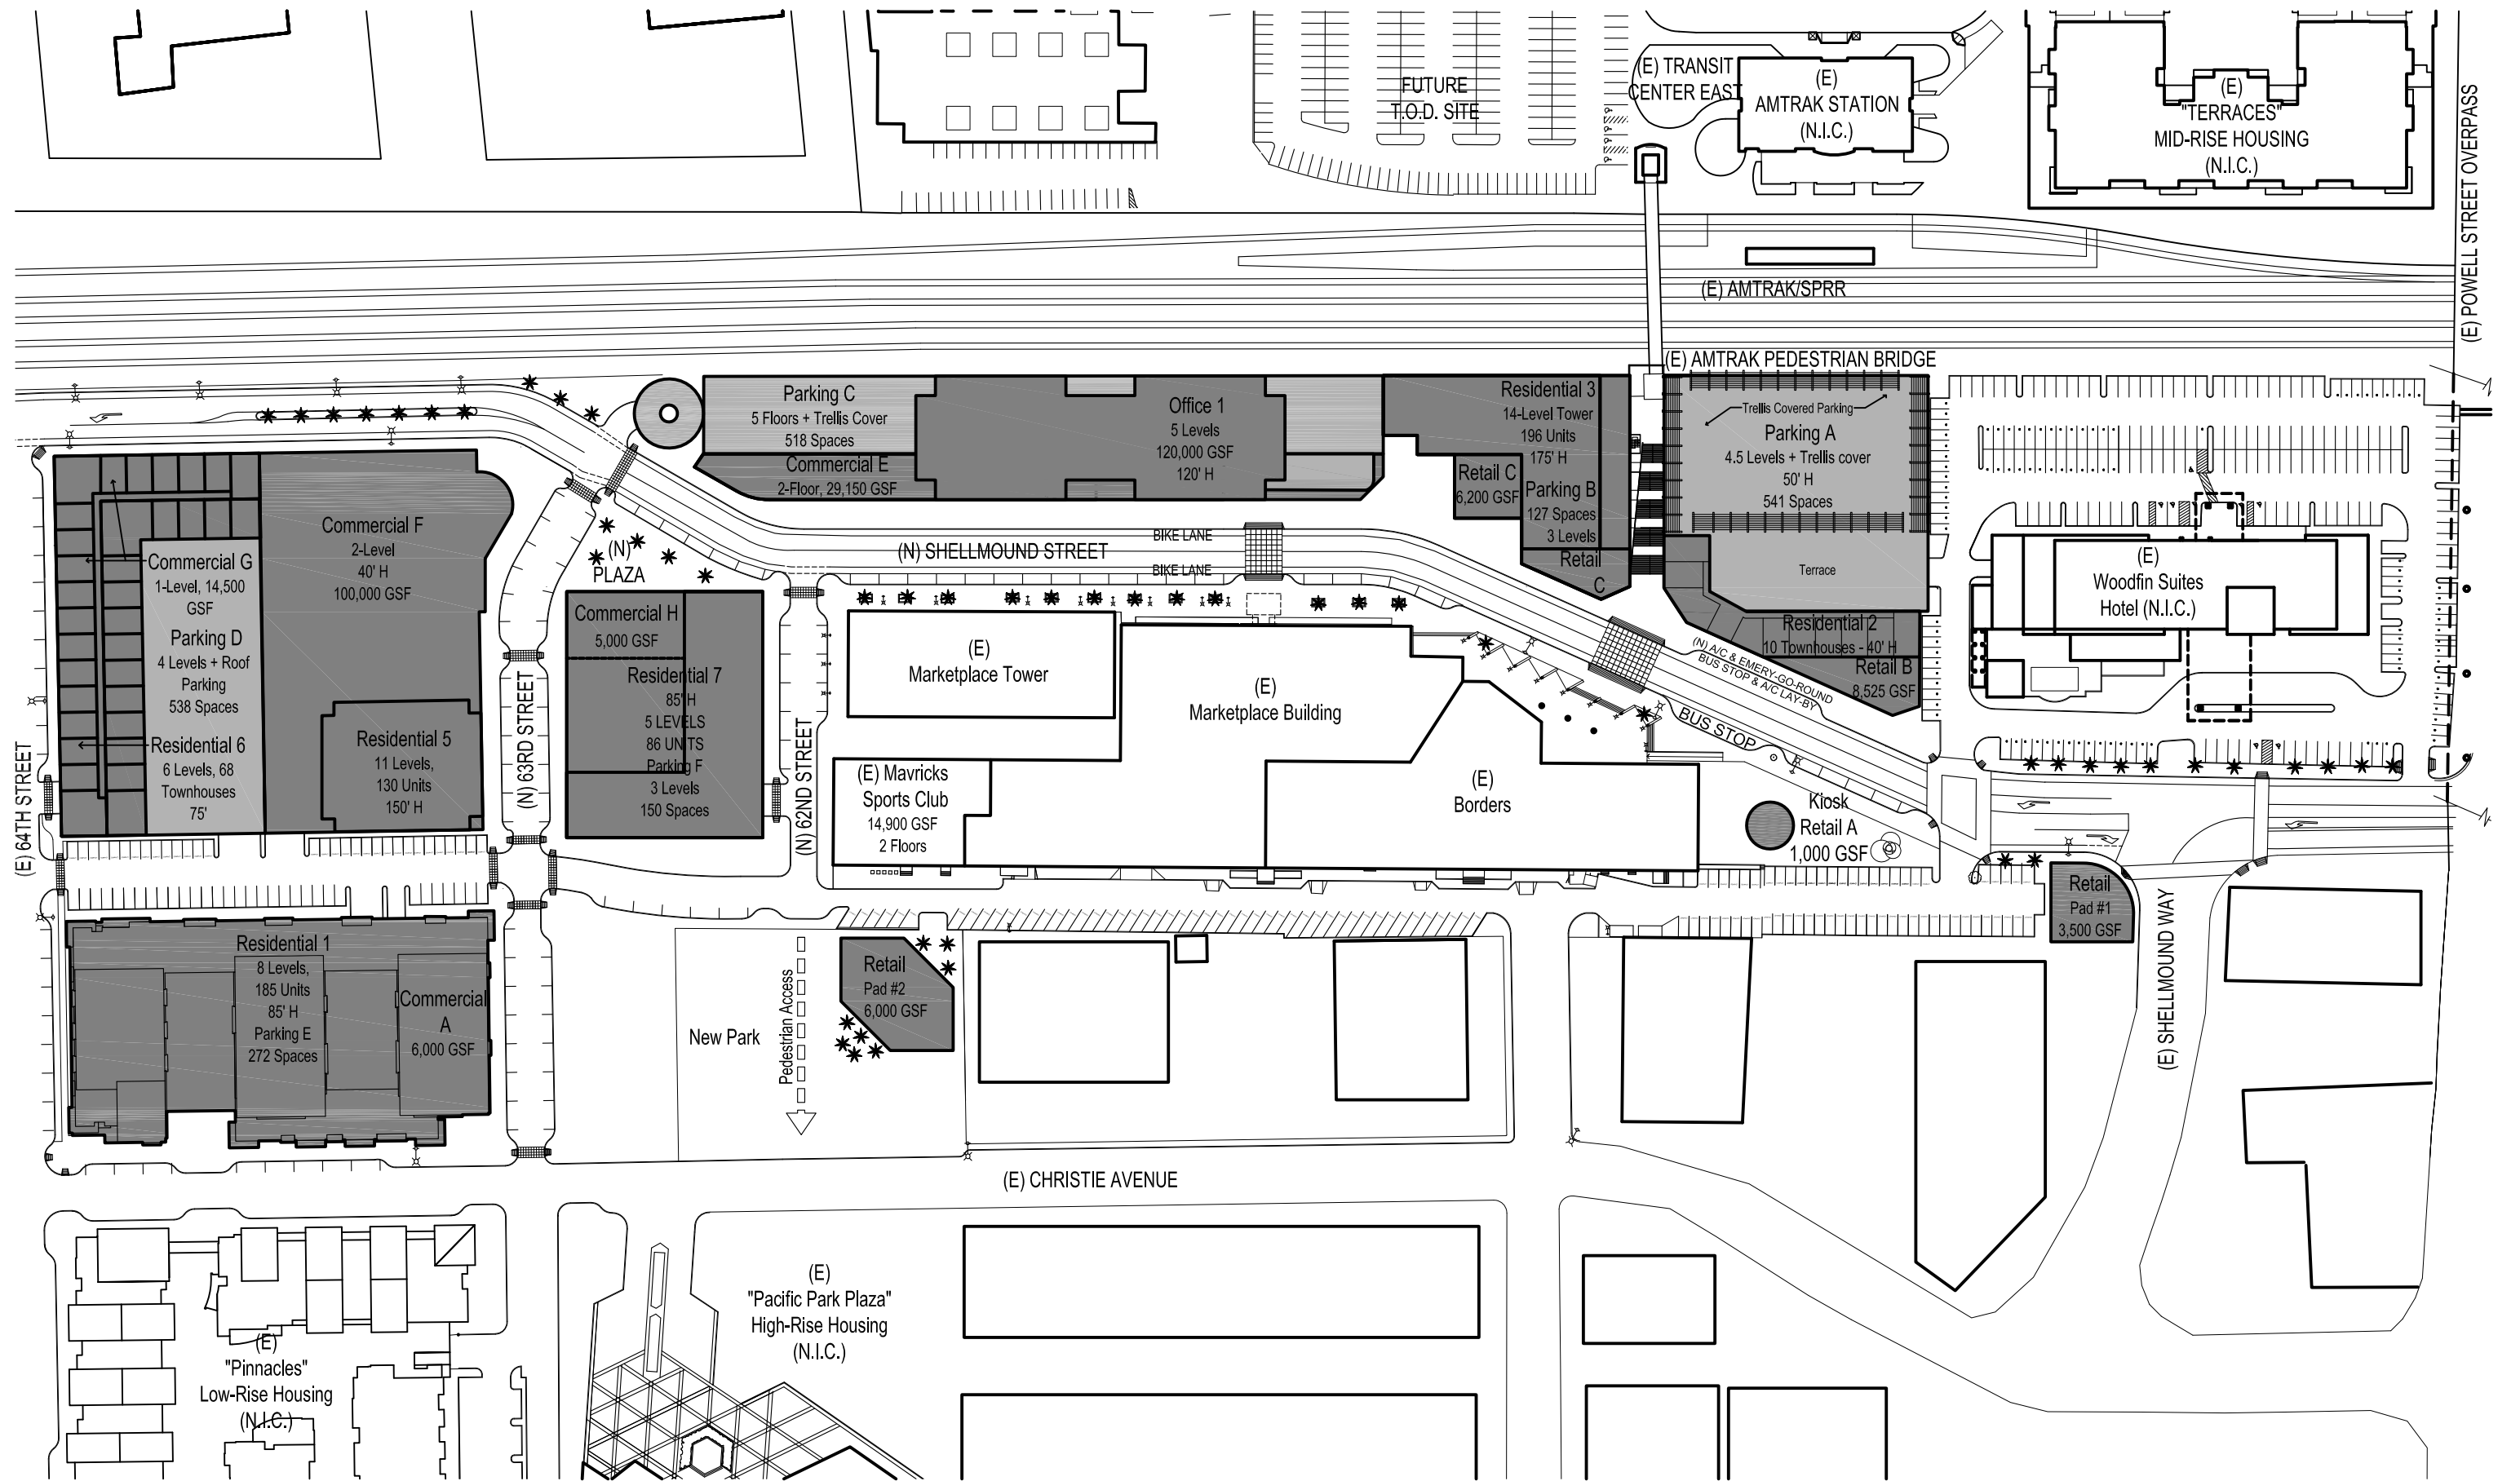 FUTURE
T.O.D. SITE
(E) TRANSIT
CENTER EAST
(E)
AMTRAK STATION
(N.I.C.)
(E)
"TERRACES"
MID-RISE HOUSING
(N.I.C.)
(E) POWELL STREET OVERPASS
(E) AMTRAK/SPRR
(E) AMTRAK PEDESTRIAN BRIDGE
Parking C
5 Floors + Trellis Cover
518 Spaces
Commercial E
2-Floor, 29,150 GSF
Office 1
5 Levels
120,000 GSF
120' H
Residential 3
14-Level Tower
196 Units
175' H
Retail C
6,200 GSF
Parking B
127 Spaces
3 Levels
Retail
C
Trellis Covered Parking
Parking A
4.5 Levels + Trellis cover
50' H
541 Spaces
Terrace
Residential 2
10 Townhouses - 40' H
Retail B
8,525 GSF
(E)
Woodfin Suites
Hotel (N.I.C.)
Commercial F
2-Level
40' H
100,000 GSF
Commercial G
1-Level, 14,500
GSF
Parking D
4 Levels + Roof
Parking
538 Spaces
Residential 6
6 Levels, 68
Townhouses
75'
Residential 5
11 Levels,
130 Units
150' H
(E) 64TH STREET
(N) 63RD STREET
(N)
PLAZA
Commercial H
5,000 GSF
Residential 7
85' H
5 LEVELS
86 UNITS
Parking F
3 Levels
150 Spaces
(N) 62ND STREET
BIKE LANE
(N) SHELLMOUND STREET
BIKE LANE
(E)
Marketplace Tower
(E)
Marketplace Building
(E) Mavricks
Sports Club
14,900 GSF
2 Floors
(E)
Borders
(N) A/C & EMERY-GO-ROUND
BUS STOP & A/C LAY-BY
BUS STOP
Kiosk
Retail A
1,000 GSF
Retail
Pad #1
3,500 GSF
(E) SHELLMOUND WAY
Residential 1
8 Levels,
185 Units
85' H
Parking E
272 Spaces
Commercial
A
6,000 GSF
New Park
Pedestrian Access
Retail
Pad #2
6,000 GSF
(E) CHRISTIE AVENUE
(E)
"Pinnacles"
Low-Rise Housing
(N.I.C.)
(E)
"Pacific Park Plaza"
High-Rise Housing
(N.I.C.)